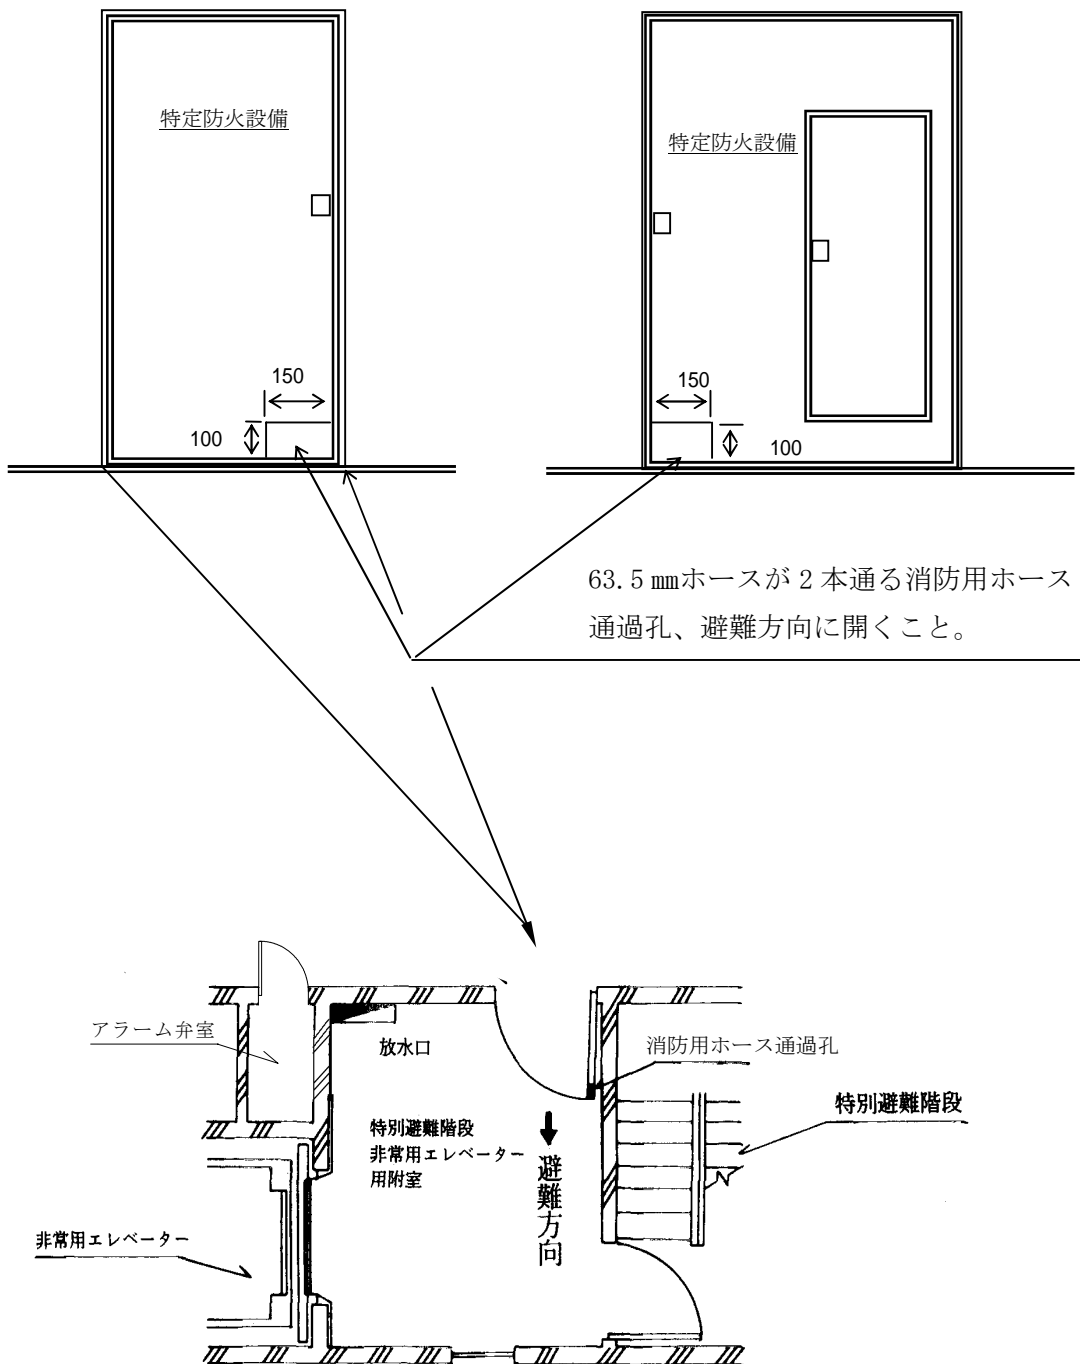 特定防火設備
特定防火設備
150
100
150
100
63.5㎜ホースが2本通る消防用ホース
通過孔、避難方向に開くこと。
アラーム弁室
放水口
消防用ホース通過孔
特別避難階段
特別避難階段
非常用エレベーター
用附室
避難方向
非常用エレベーター